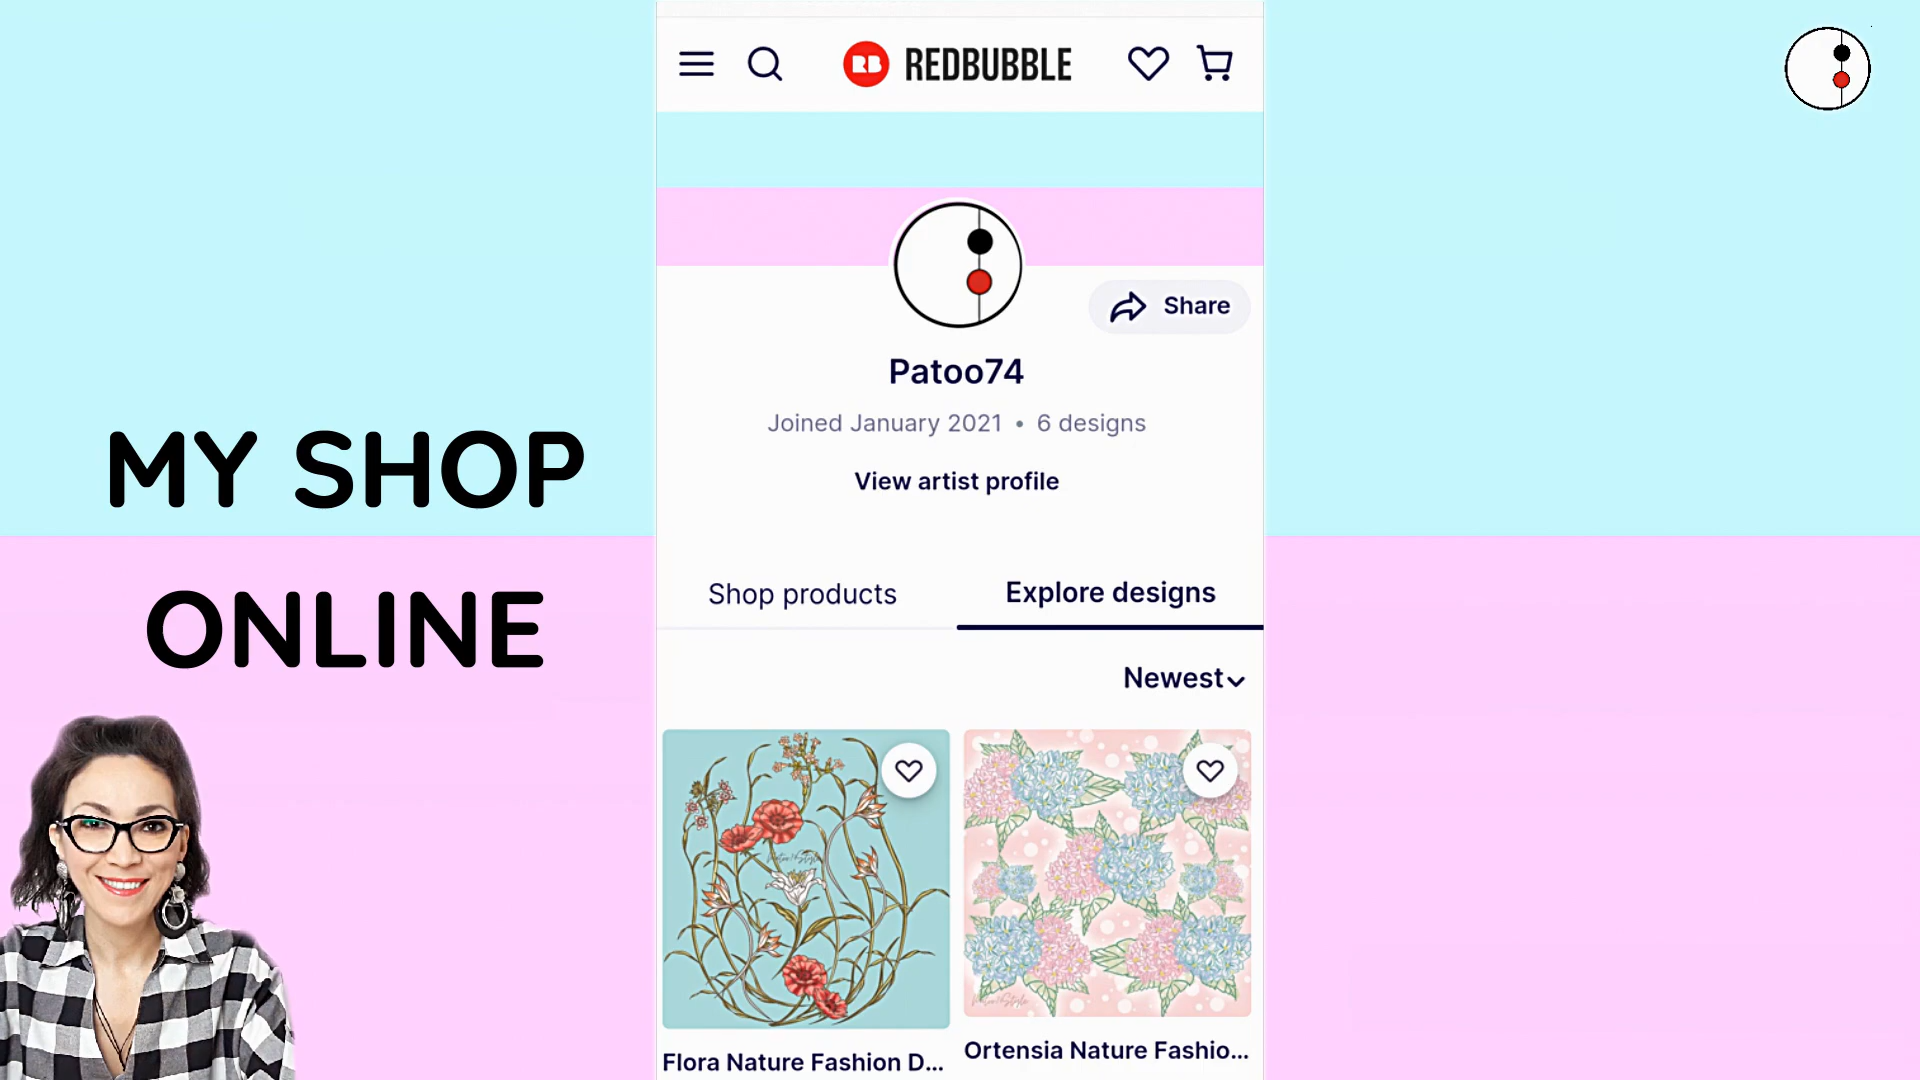 RB REDBUBBLE
Share
Patoo74
Joined January 2021 • 6 designs
View artist profile
MY SHOP
ONLINE
Shop products
Explore designs
Newest
Flora Nature Fashion D...
Ortensia Nature Fashio...